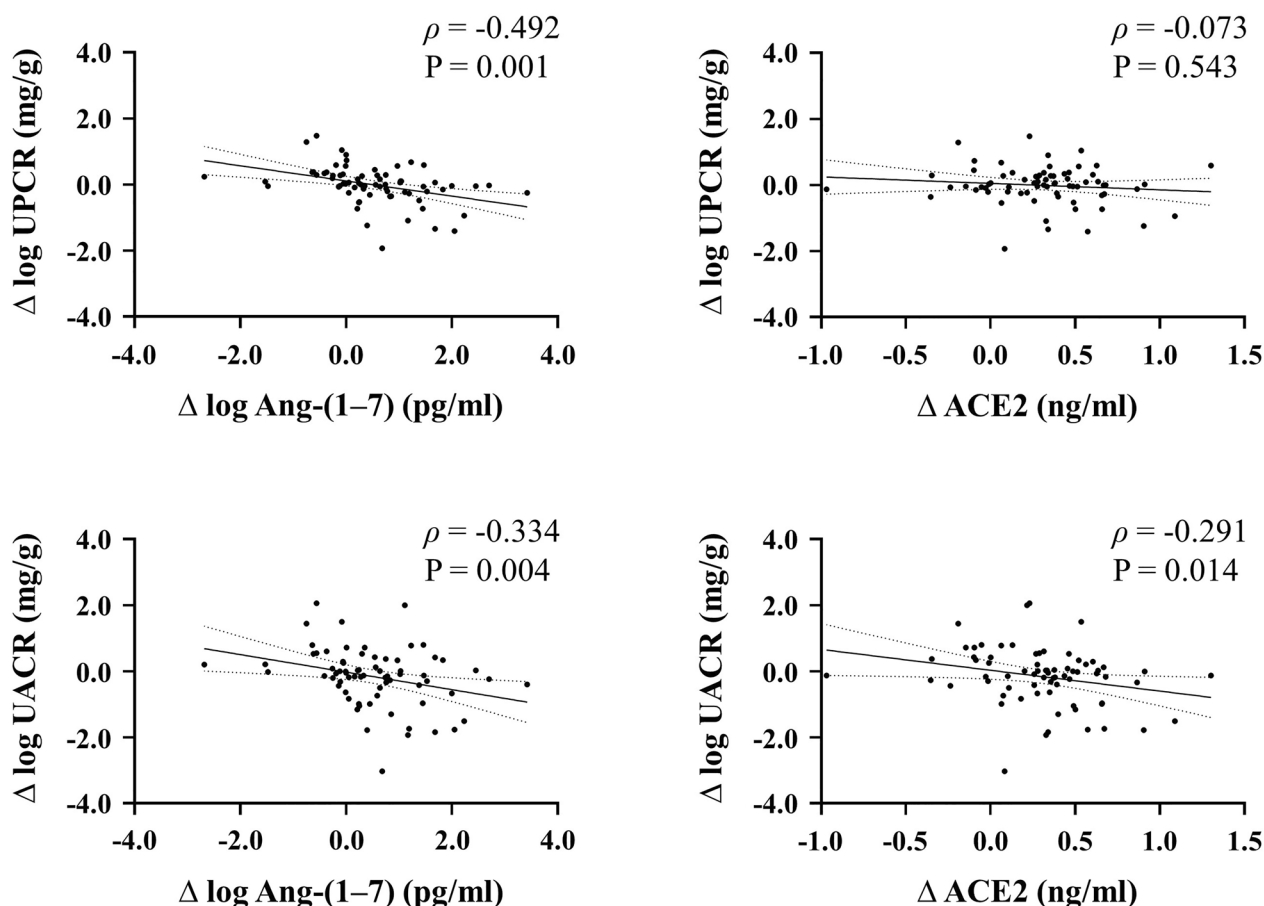 ρ = -0.492
P = 0.001
Δ log UPCR (mg/g)
4.0
2.0
0.0
-2.0
-4.0
-4.0 -2.0 0.0 2.0 4.0
Δ log Ang-(1–7) (pg/ml)
ρ = -0.073
P = 0.543
Δ log UPCR (mg/g)
4.0
2.0
0.0
-2.0
-4.0
-1.0 -0.5 0.0 0.5 1.0 1.5
Δ ACE2 (ng/ml)
ρ = -0.334
P = 0.004
Δ log UACR (mg/g)
4.0
2.0
0.0
-2.0
-4.0
-4.0 -2.0 0.0 2.0 4.0
Δ log Ang-(1–7) (pg/ml)
ρ = -0.291
P = 0.014
Δ log UACR (mg/g)
4.0
2.0
0.0
-2.0
-4.0
-1.0 -0.5 0.0 0.5 1.0 1.5
Δ ACE2 (ng/ml)